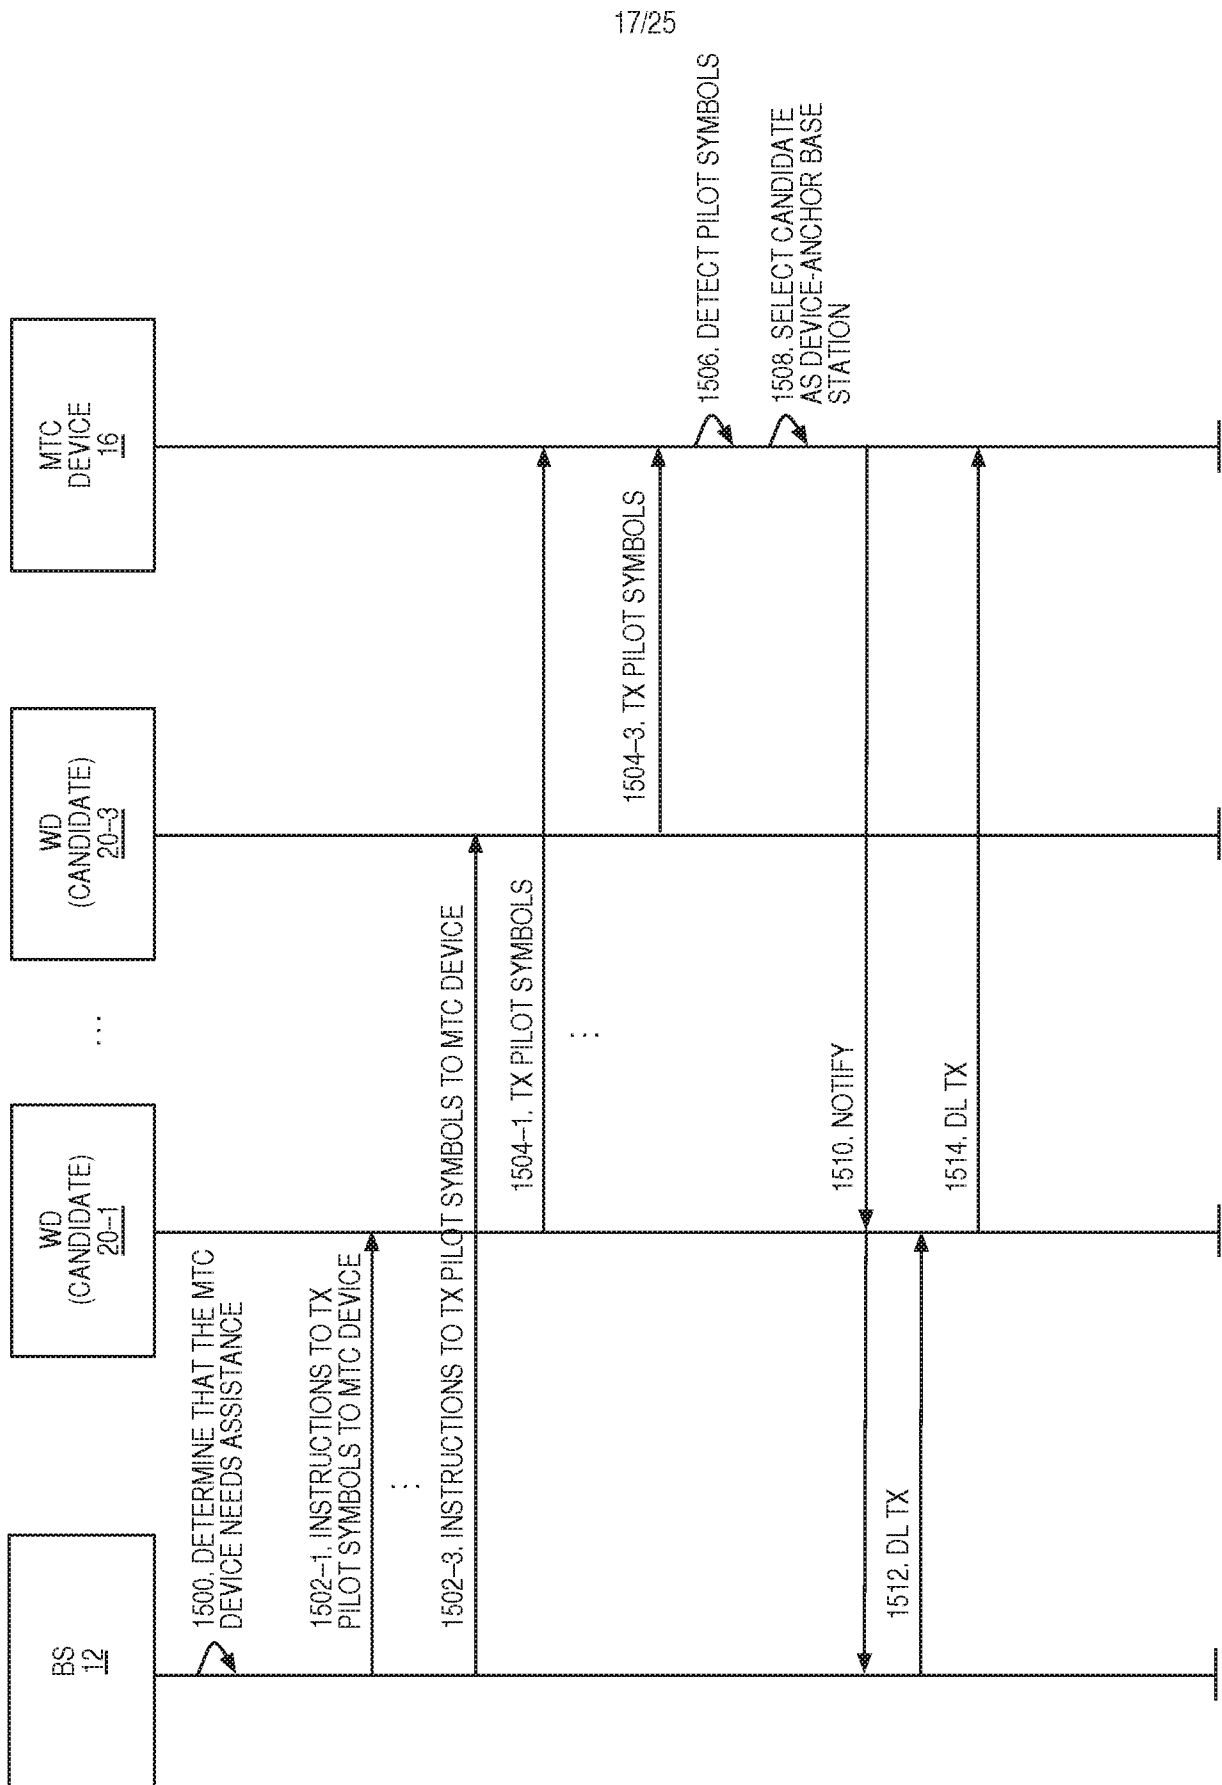 17/25
BS
12
WD
(CANDIDATE)
20–1
...
WD
(CANDIDATE)
20–3
MTC
DEVICE
16
1500. DETERMINE THAT THE MTC
DEVICE NEEDS ASSISTANCE
1502–1. INSTRUCTIONS TO TX
PILOT SYMBOLS TO MTC DEVICE
...
1502–3. INSTRUCTIONS TO TX PILOT SYMBOLS TO MTC DEVICE
1504–1. TX PILOT SYMBOLS
...
1504–3. TX PILOT SYMBOLS
1506. DETECT PILOT SYMBOLS
1508. SELECT CANDIDATE
AS DEVICE-ANCHOR BASE
STATION
1510. NOTIFY
1512. DL TX
1514. DL TX